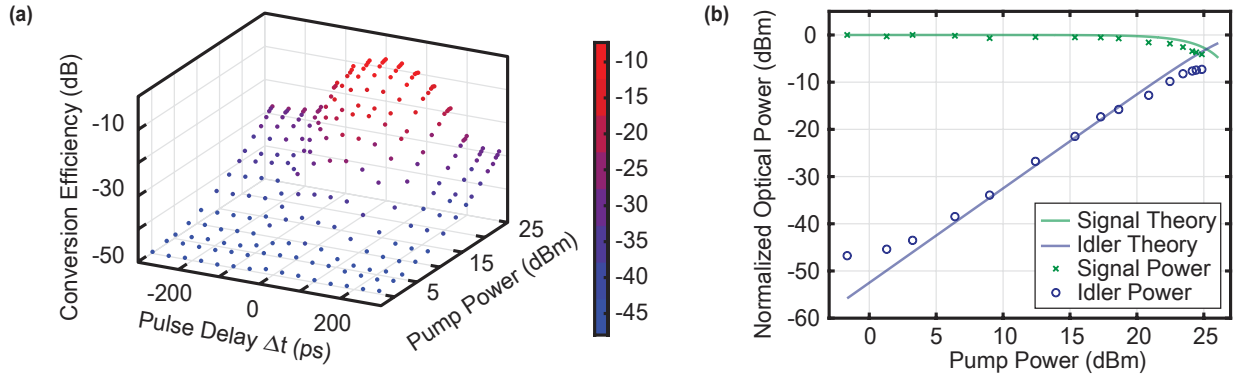 (a)
Conversion Efficiency (dB)
-10
-30
-50
-200
0
200
Pulse Delay Δt (ps)
5
15
25
Pump Power (dBm)
-10
-15
-20
-25
-30
-35
-40
-45
(b)
Normalized Optical Power (dBm)
10
0
-10
-20
-30
-40
-50
-60
0
5
10
15
20
25
Pump Power (dBm)
Signal Theory
Idler Theory
Signal Power
Idler Power